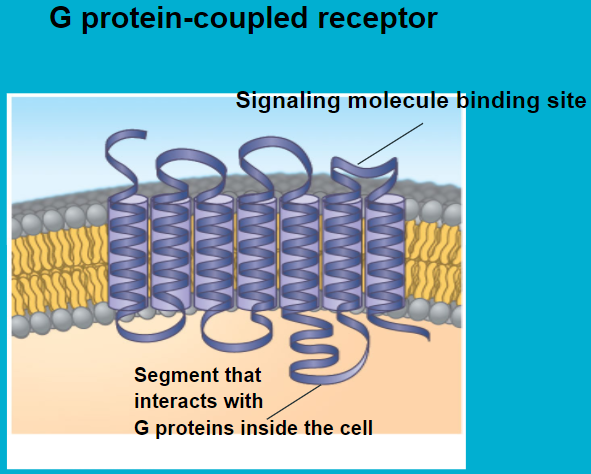 G protein-coupled receptor
Signaling molecule binding site
Segment that
interacts with
G proteins inside the cell